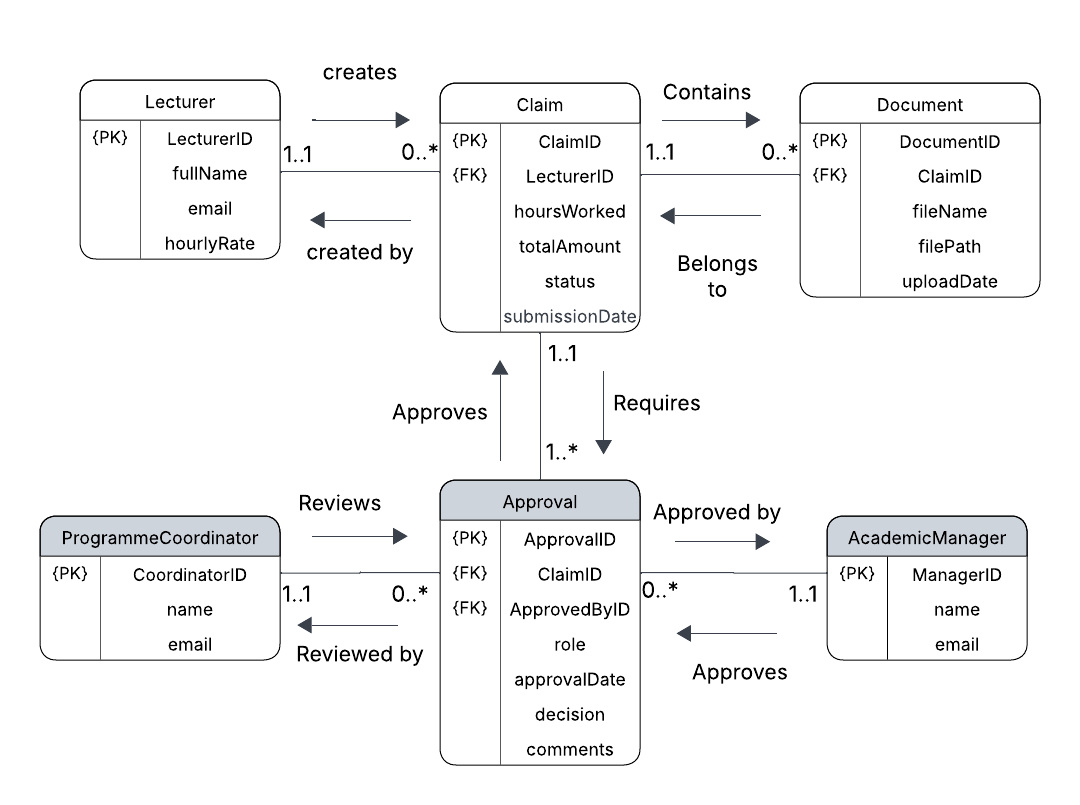 creates
Contains
Lecturer
{PK} LecturerID
fullName
email
hourlyRate
1..1
0..*
created by
Claim
{PK} ClaimID
{FK} LecturerID
hoursWorked
totalAmount
status
submissionDate
1..1
0..*
Belongs
to
Document
{PK} DocumentID
{FK} ClaimID
fileName
filePath
uploadDate
1..1
Approves
Requires
1..*
Reviews
Approved by
ProgrammeCoordinator
{PK} CoordinatorID
name
email
1..1
0..*
Reviewed by
Approval
{PK} ApprovalID
{FK} ClaimID
{FK} ApprovedByID
role
approvalDate
decision
comments
0..*
1..1
Approves
AcademicManager
{PK} ManagerID
name
email